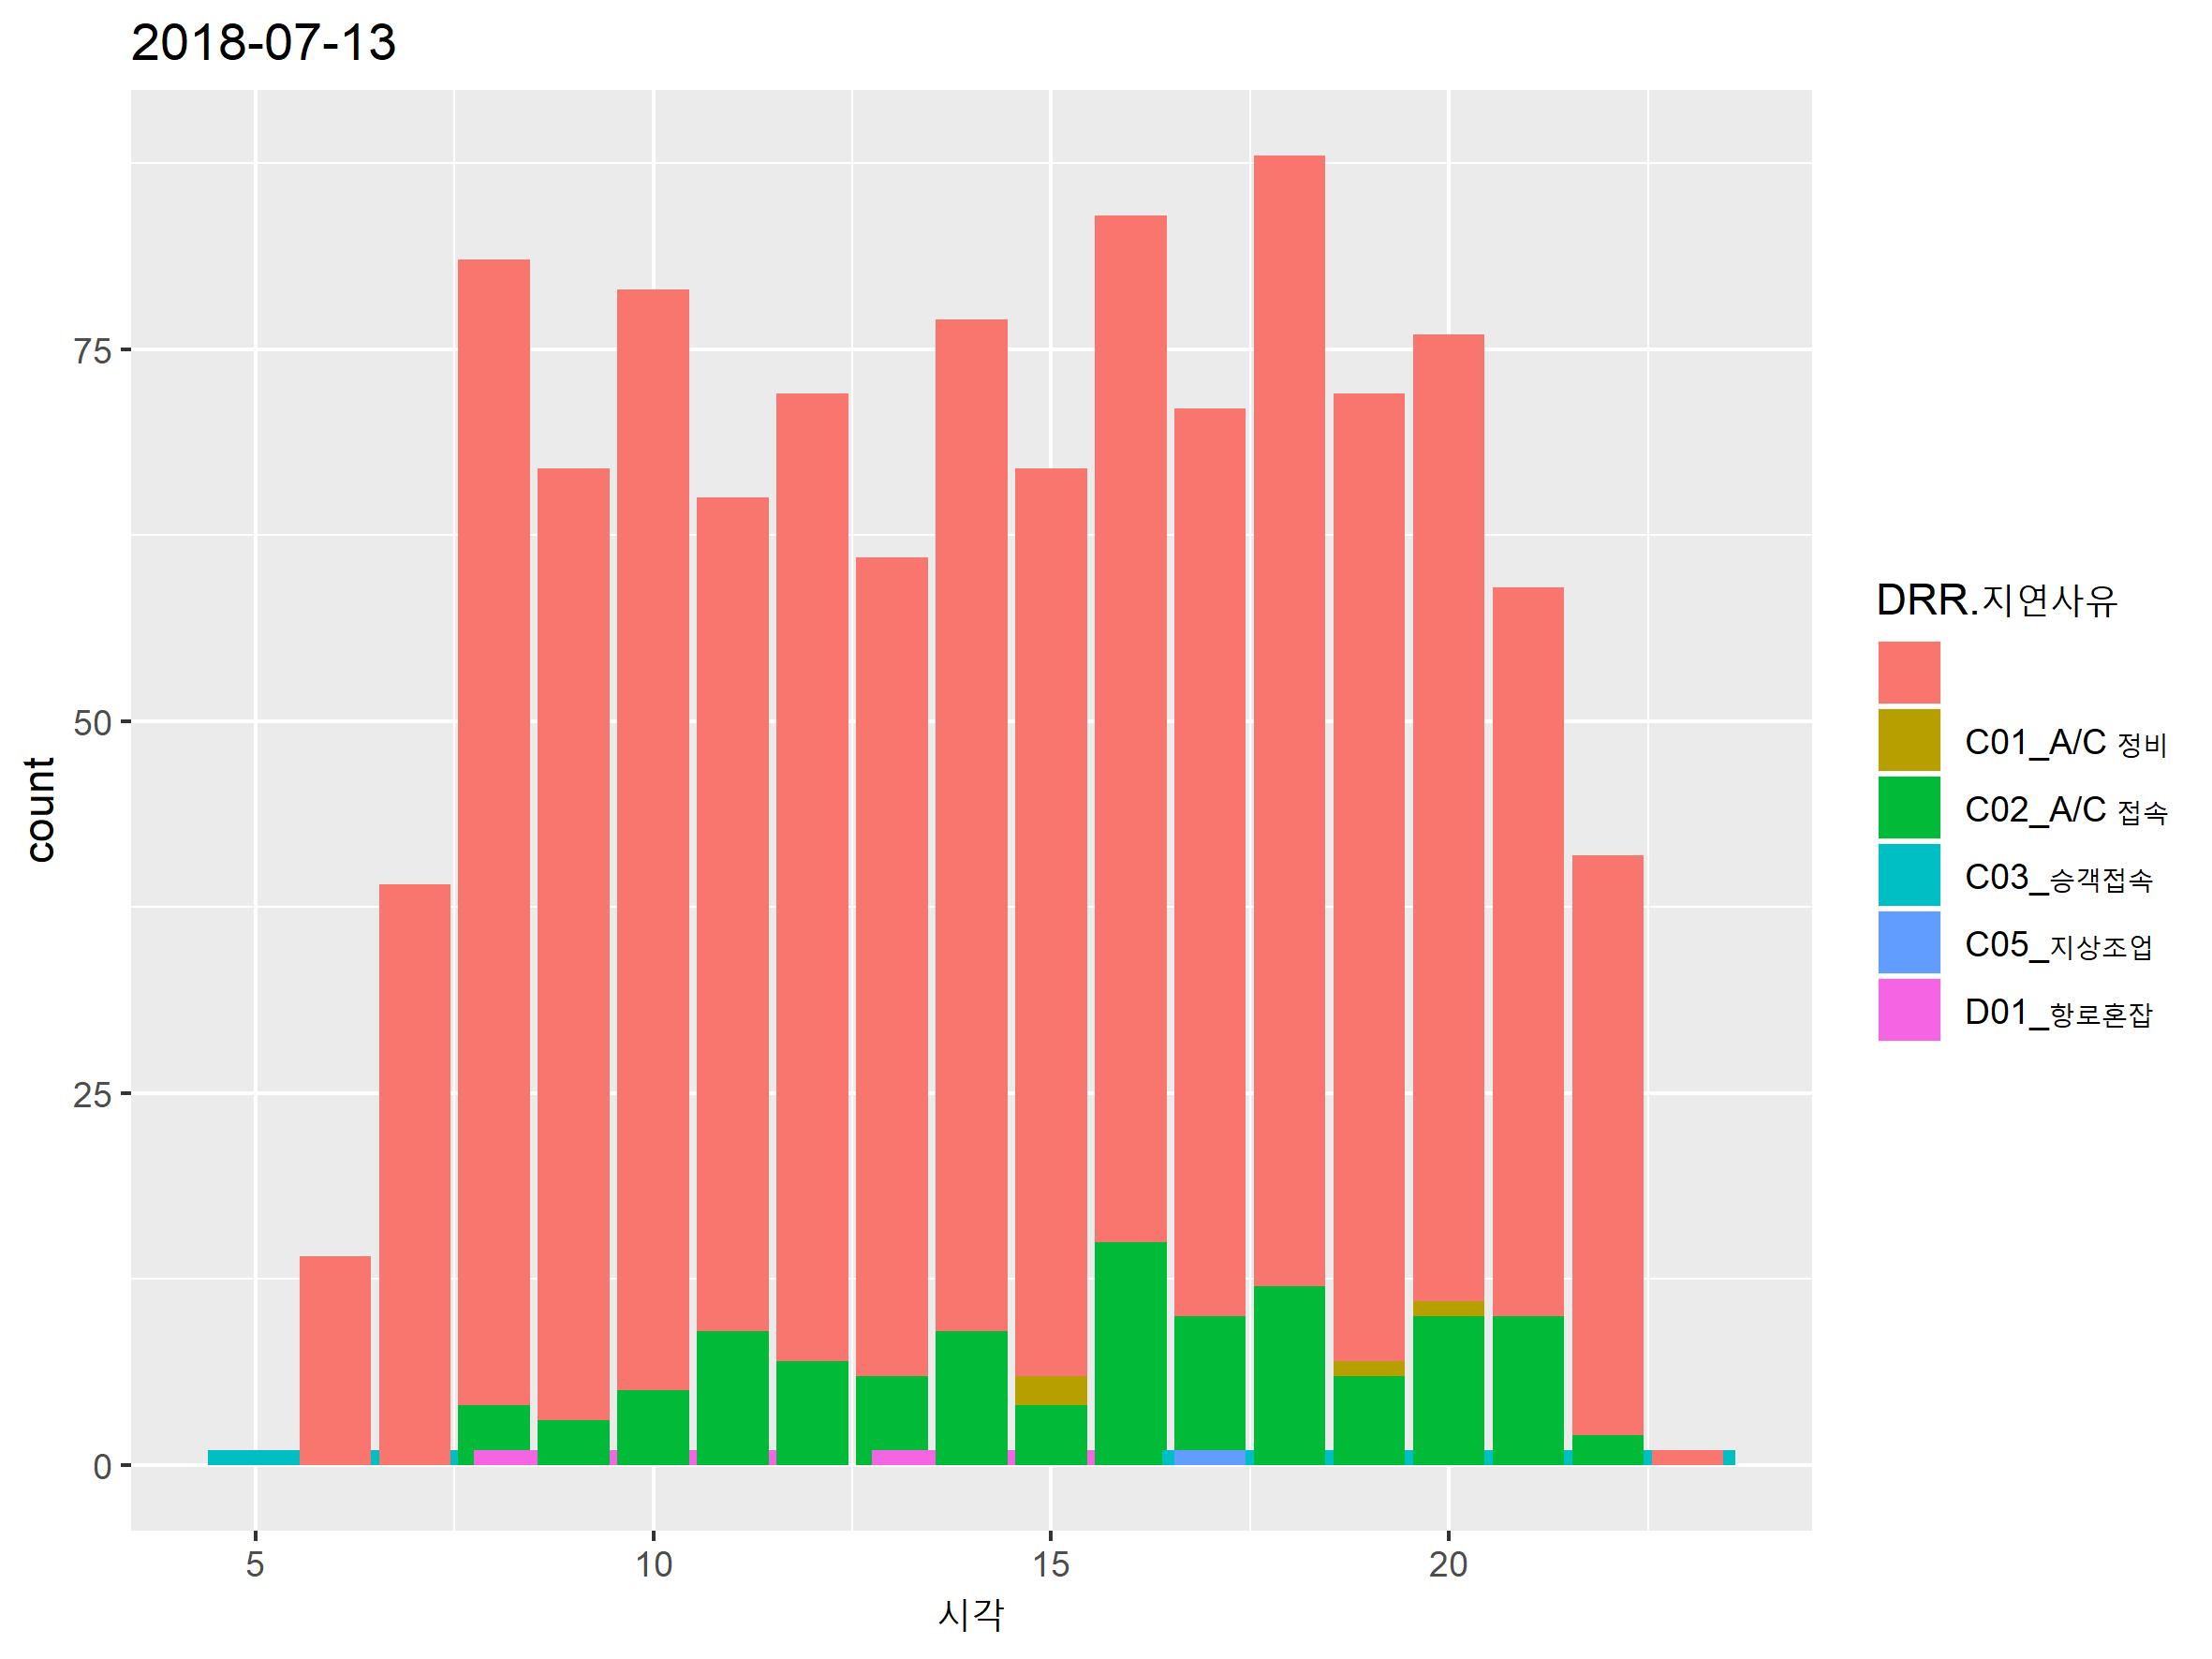 2018-07-13
75
50
25
0
count
5 10 15 20
시각
DRR.지연사유
C01_A/C 정비
C02_A/C 접속
C03_승객접속
C05_지상조업
D01_항로혼잡